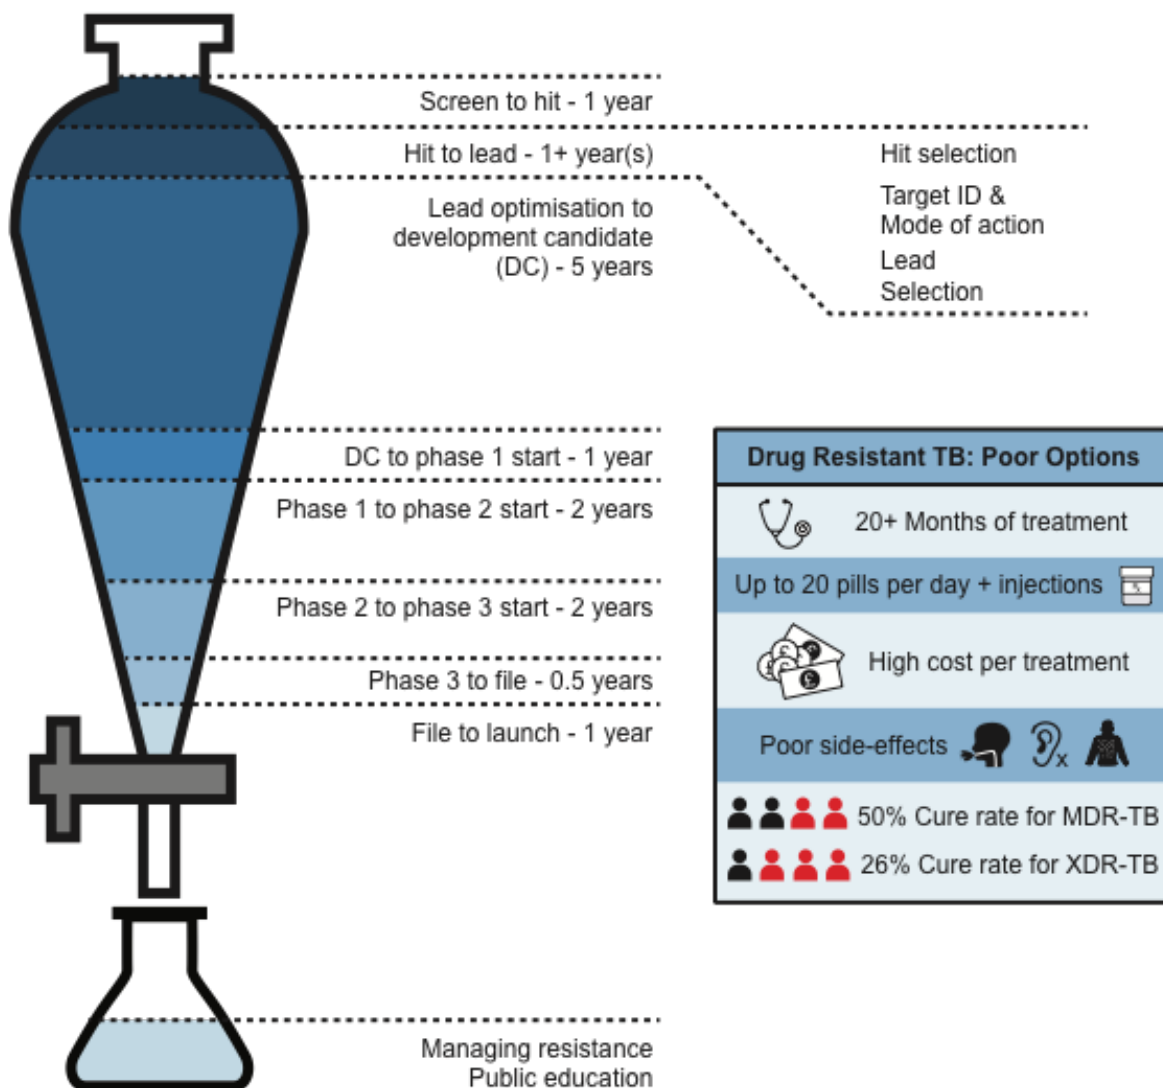 Screen to hit - 1 year
Hit to lead - 1+ year(s)
Lead optimisation to
development candidate
(DC) - 5 years
Hit selection
Target ID &
Mode of action
Lead
Selection
DC to phase 1 start - 1 year
Phase 1 to phase 2 start - 2 years
Phase 2 to phase 3 start - 2 years
Phase 3 to file - 0.5 years
File to launch - 1 year
Managing resistance
Public education
Drug Resistant TB: Poor Options
20+ Months of treatment
Up to 20 pills per day + injections
High cost per treatment
Poor side-effects
50% Cure rate for MDR-TB
26% Cure rate for XDR-TB